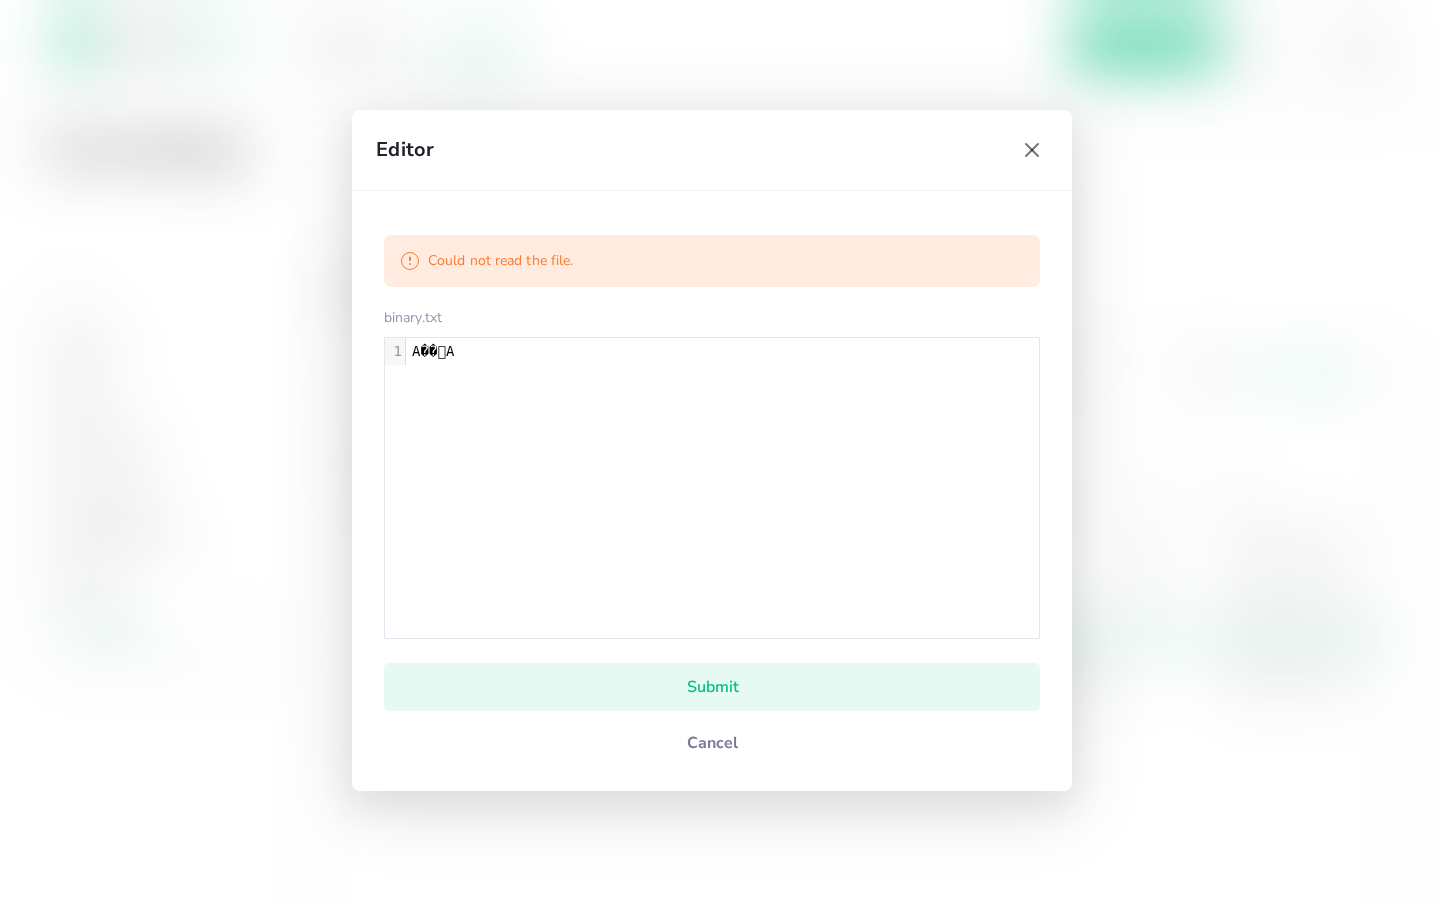 Editor
Could not read the file.
binary.txt
1 A��□A
Submit
Cancel